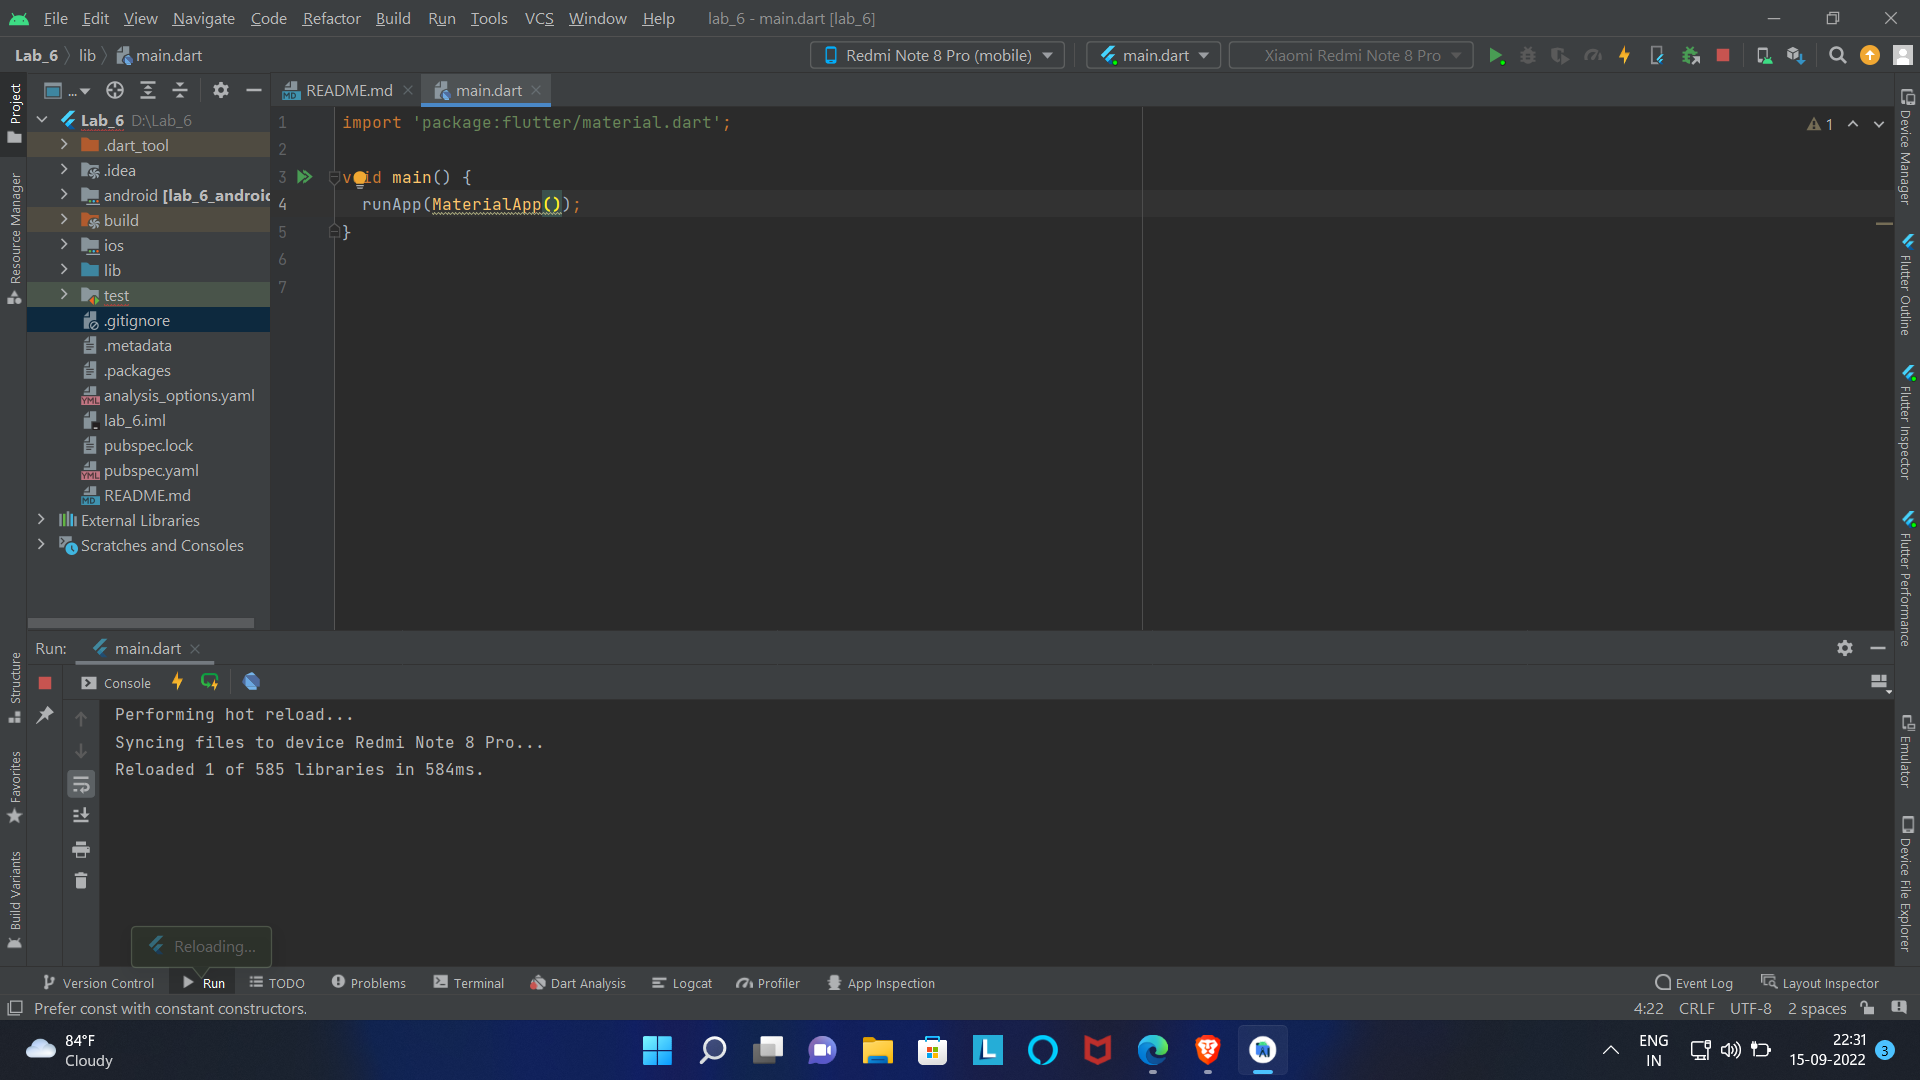 File Edit View Navigate Code Refactor Build Run Tools VCS Window Help lab_6 - main.dart [lab_6]
Lab_6 lib main.dart Redmi Note 8 Pro (mobile) main.dart Xiaomi Redmi Note 8 Pro
... README.md main.dart
Project
Resource Manager
Structure
Favorites
Build Variants
Lab_6 D:\Lab_6
.dart_tool
.idea
android [lab_6_android
build
ios
lib
test
.gitignore
.metadata
.packages
analysis_options.yaml
lab_6.iml
pubspec.lock
pubspec.yaml
README.md
External Libraries
Scratches and Consoles
1 import 'package:flutter/material.dart';
2
3 v id main() {
4 runApp(MaterialApp());
5 }
6
7
1
Device Manager
Flutter Outline
Flutter Inspector
Flutter Performance
Emulator
Device File Explorer
Run: main.dart
Console
Performing hot reload...
Syncing files to device Redmi Note 8 Pro...
Reloaded 1 of 585 libraries in 584ms.
Reloading...
Version Control Run TODO Problems Terminal Dart Analysis Logcat Profiler App Inspection Event Log Layout Inspector
Prefer const with constant constructors. 4:22 CRLF UTF-8 2 spaces
84°F
Cloudy
ENG
IN
22:31
15-09-2022
3